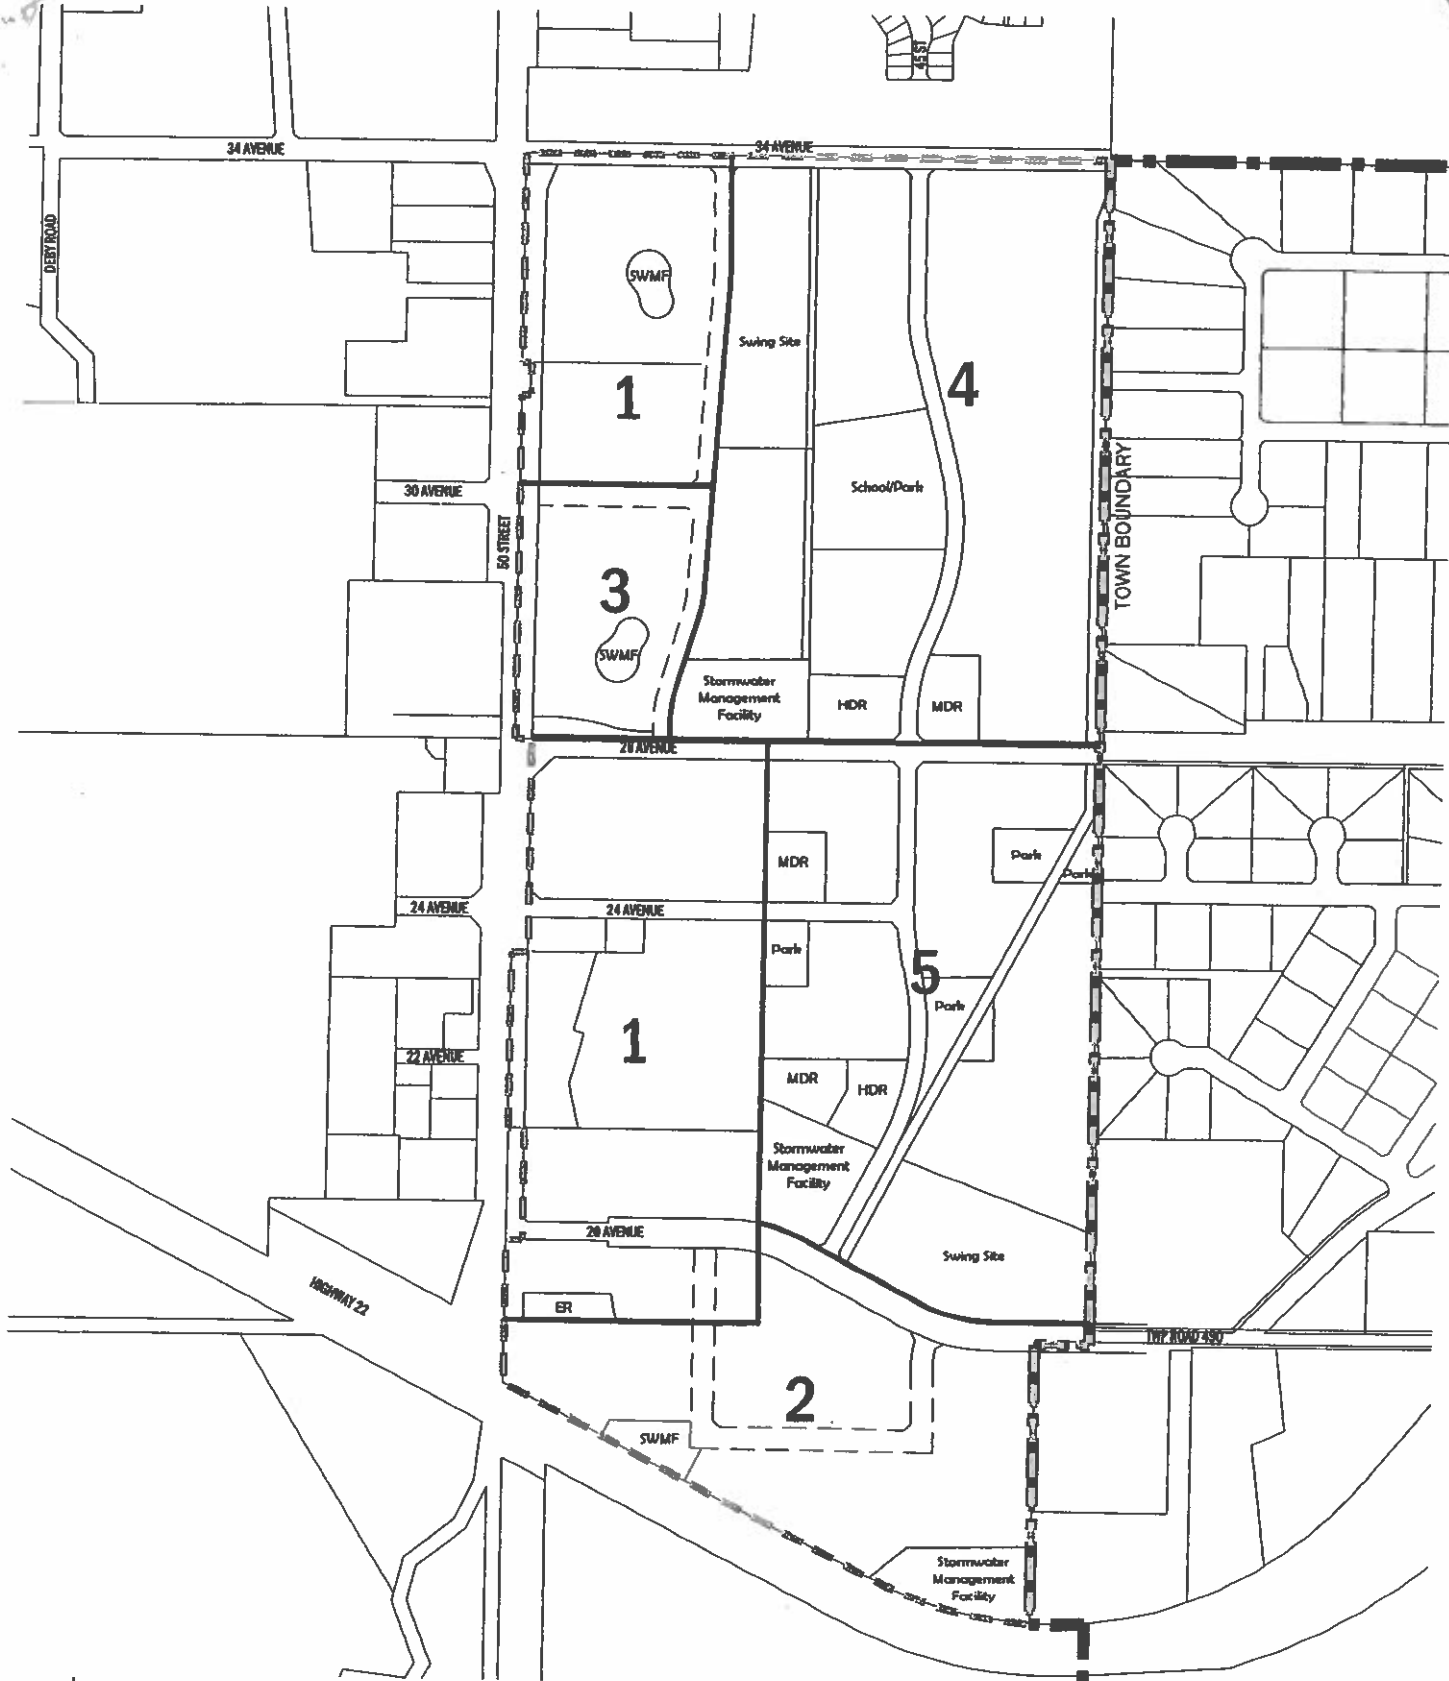 45 ST
34 AVENUE
34 AVENUE
DEBY ROAD
SWMF
Swing Site
1
4
TOWN BOUNDARY
30 AVENUE
School/Park
50 STREET
3
SWMF
Stormwater
Management
Facility
HDR
MDR
28 AVENUE
MDR
Park
Park
24 AVENUE
24 AVENUE
Park
5
Park
1
22 AVENUE
MDR
HDR
Stormwater
Management
Facility
20 AVENUE
Swing Site
HIGHWAY 22
ER
TWP ROAD 490
2
SWMF
Stormwater
Management
Facility